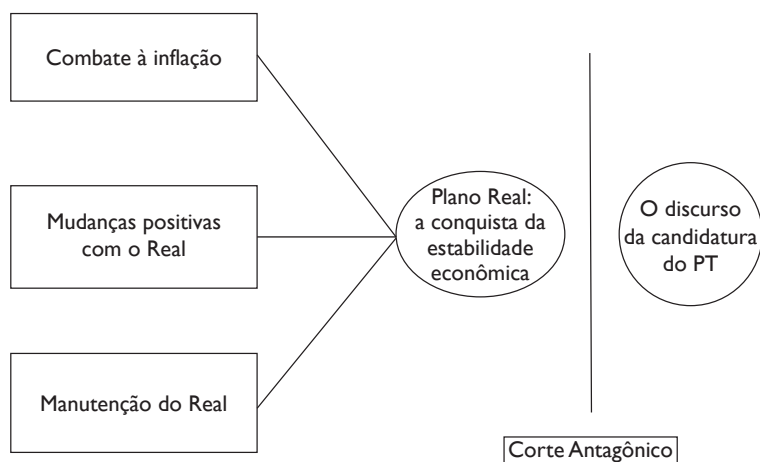 Combate à inflação
Mudanças positivas
com o Real
Manutenção do Real
Plano Real:
a conquista da
estabilidade
econômica
O discurso
da candidatura
do PT
Corte Antagônico